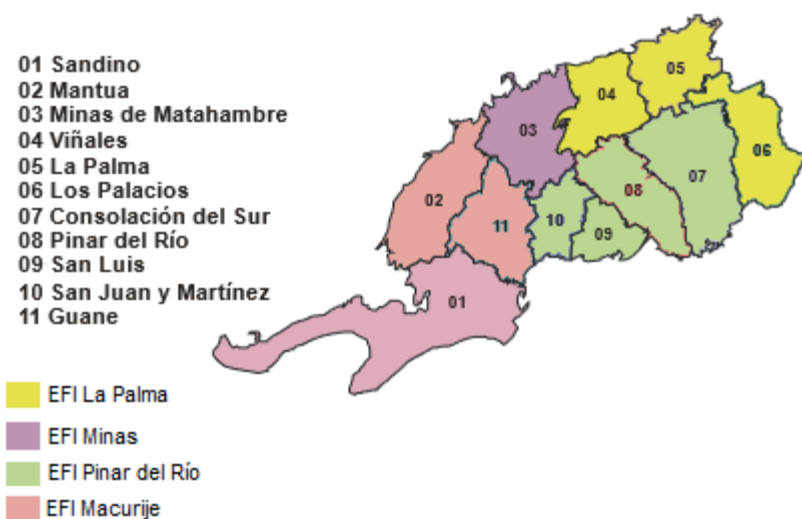 01 Sandino
02 Mantua
03 Minas de Matahambre
04 Viñales
05 La Palma
06 Los Palacios
07 Consolación del Sur
08 Pinar del Río
09 San Luis
10 San Juan y Martínez
11 Guane
05
04
03
06
07
08
02
11
10
09
01
EFI La Palma
EFI Minas
EFI Pinar del Río
EFI Macurije